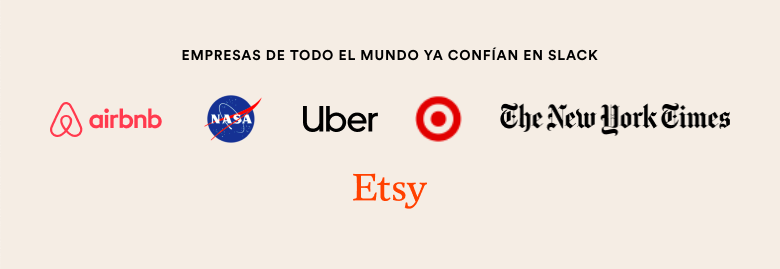 EMPRESAS DE TODO EL MUNDO YA CONFÍAN EN SLACK
airbnb NASA Uber The New York Times
Etsy